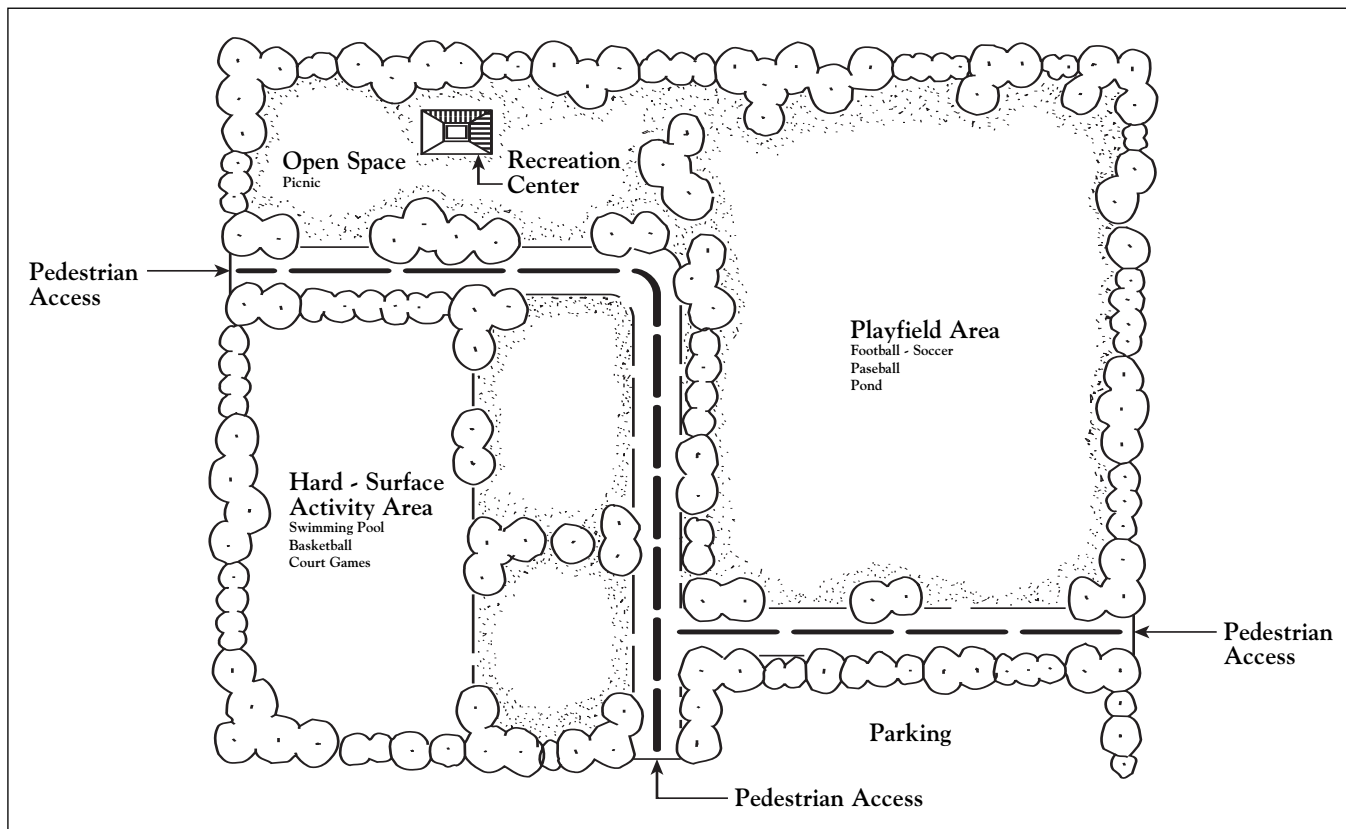 Open Space
Picnic
Recreation
Center
Pedestrian
Access
Playfield Area
Football - Soccer
Paseball
Pond
Hard - Surface
Activity Area
Swimming Pool
Basketball
Court Games
Pedestrian
Access
Parking
Pedestrian Access